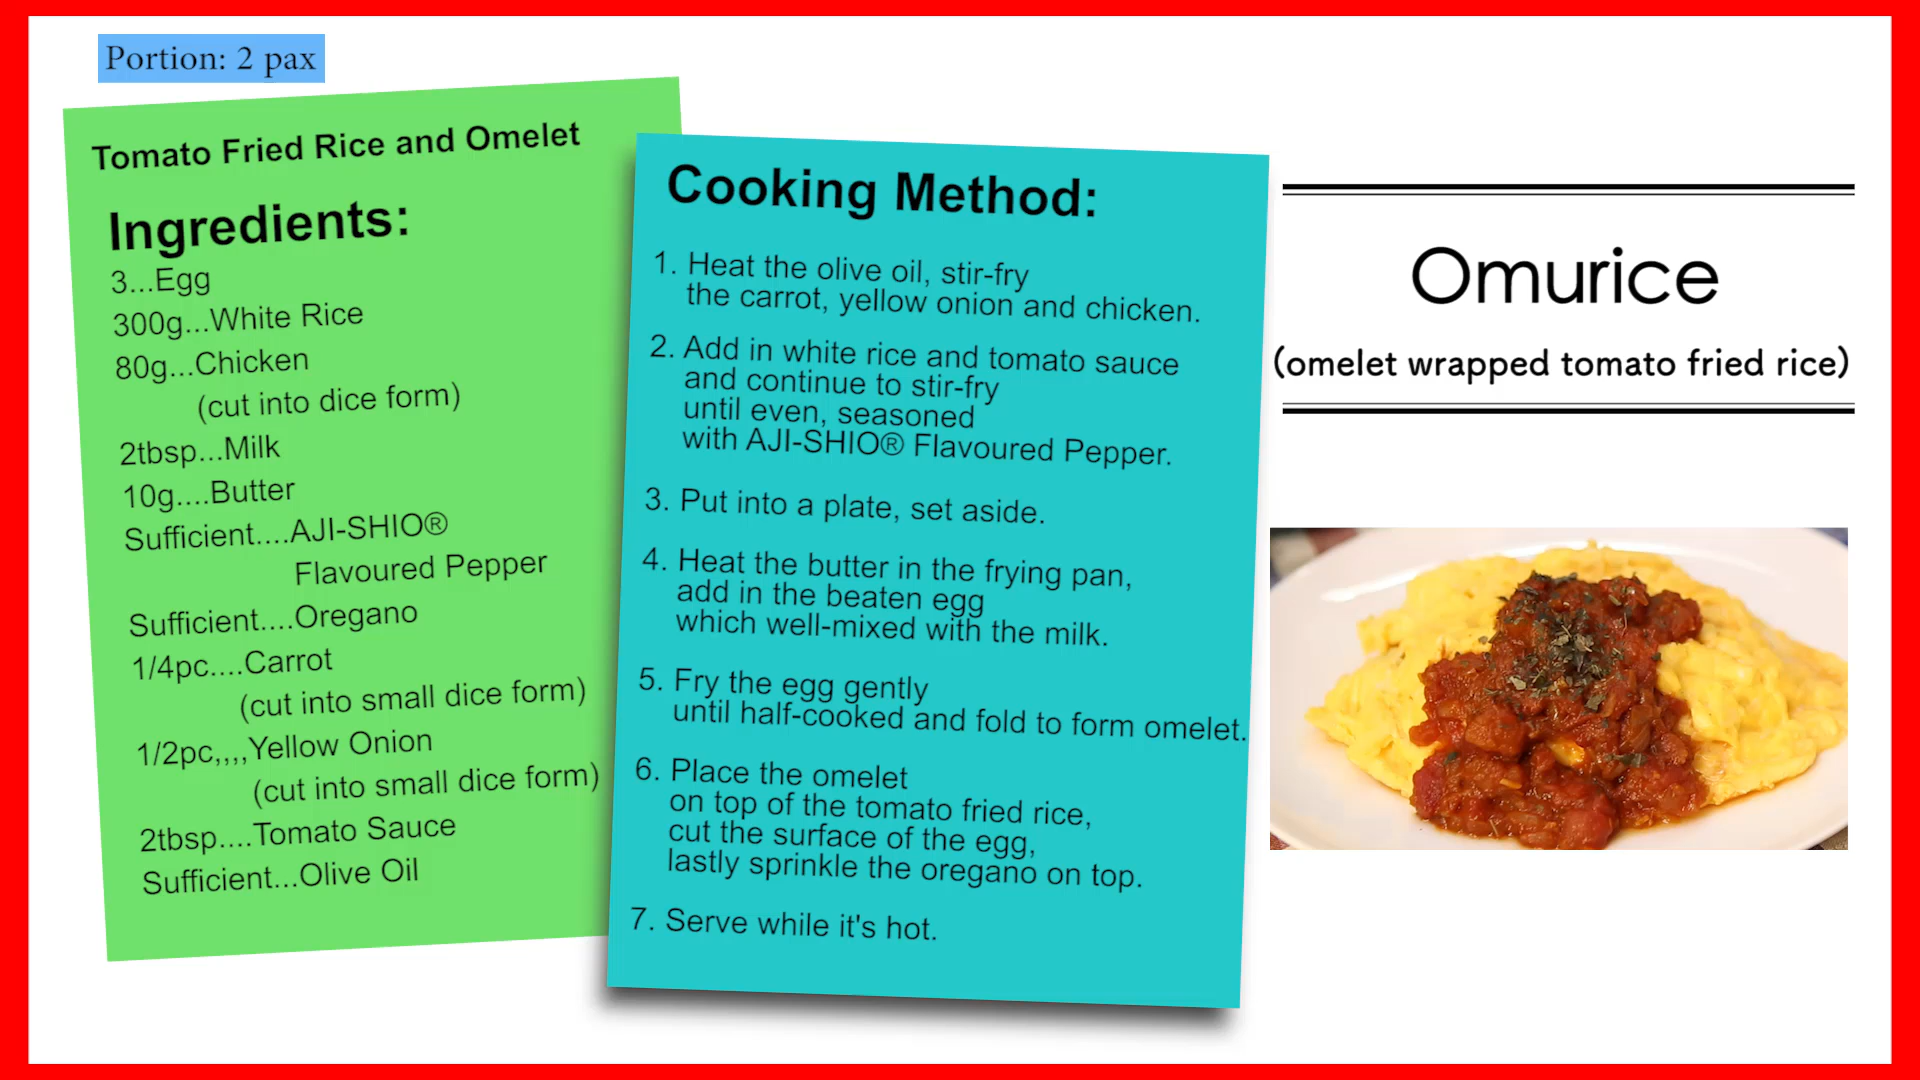 Portion: 2 pax
Tomato Fried Rice and Omelet
Ingredients:
3...Egg
300g...White Rice
80g...Chicken
(cut into dice form)
2tbsp...Milk
10g....Butter
Sufficient....AJI-SHIO®
Flavoured Pepper
Sufficient....Oregano
1/4pc....Carrot
(cut into small dice form)
1/2pc,,,,Yellow Onion
(cut into small dice form)
2tbsp....Tomato Sauce
Sufficient...Olive Oil
Cooking Method:
1. Heat the olive oil, stir-fry
the carrot, yellow onion and chicken.
2. Add in white rice and tomato sauce
and continue to stir-fry
until even, seasoned
with AJI-SHIO® Flavoured Pepper.
3. Put into a plate, set aside.
4. Heat the butter in the frying pan,
add in the beaten egg
which well-mixed with the milk.
5. Fry the egg gently
until half-cooked and fold to form omelet.
6. Place the omelet
on top of the tomato fried rice,
cut the surface of the egg,
lastly sprinkle the oregano on top.
7. Serve while it's hot.
Omurice
(omelet wrapped tomato fried rice)